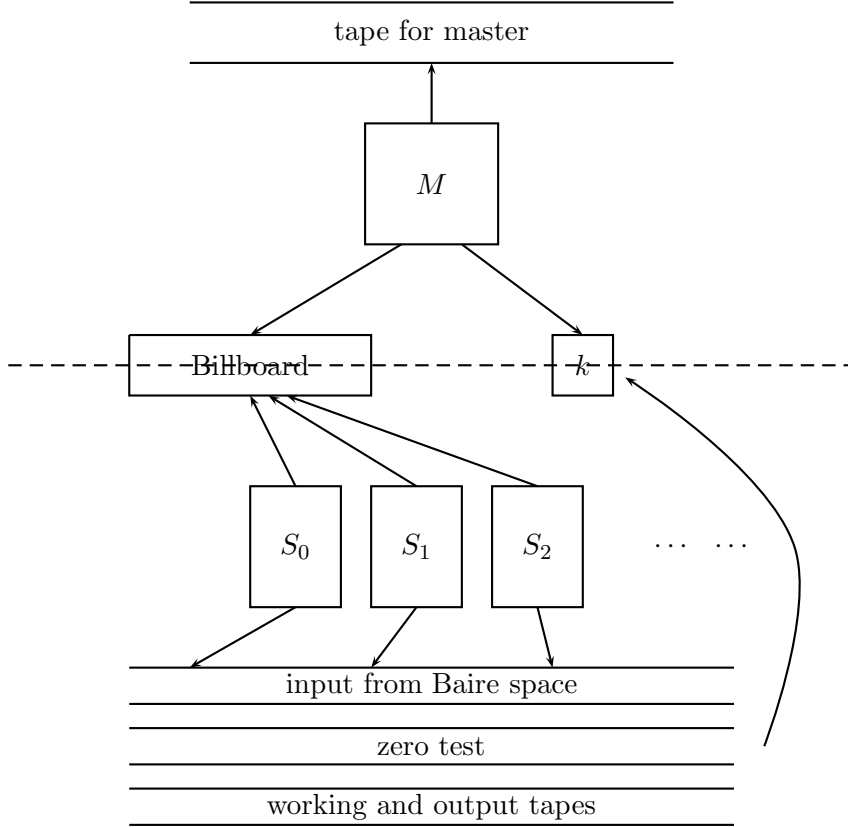 tape for master
M
Billboard
k
S₀ S₁ S₂ ... ...
input from Baire space
zero test
working and output tapes